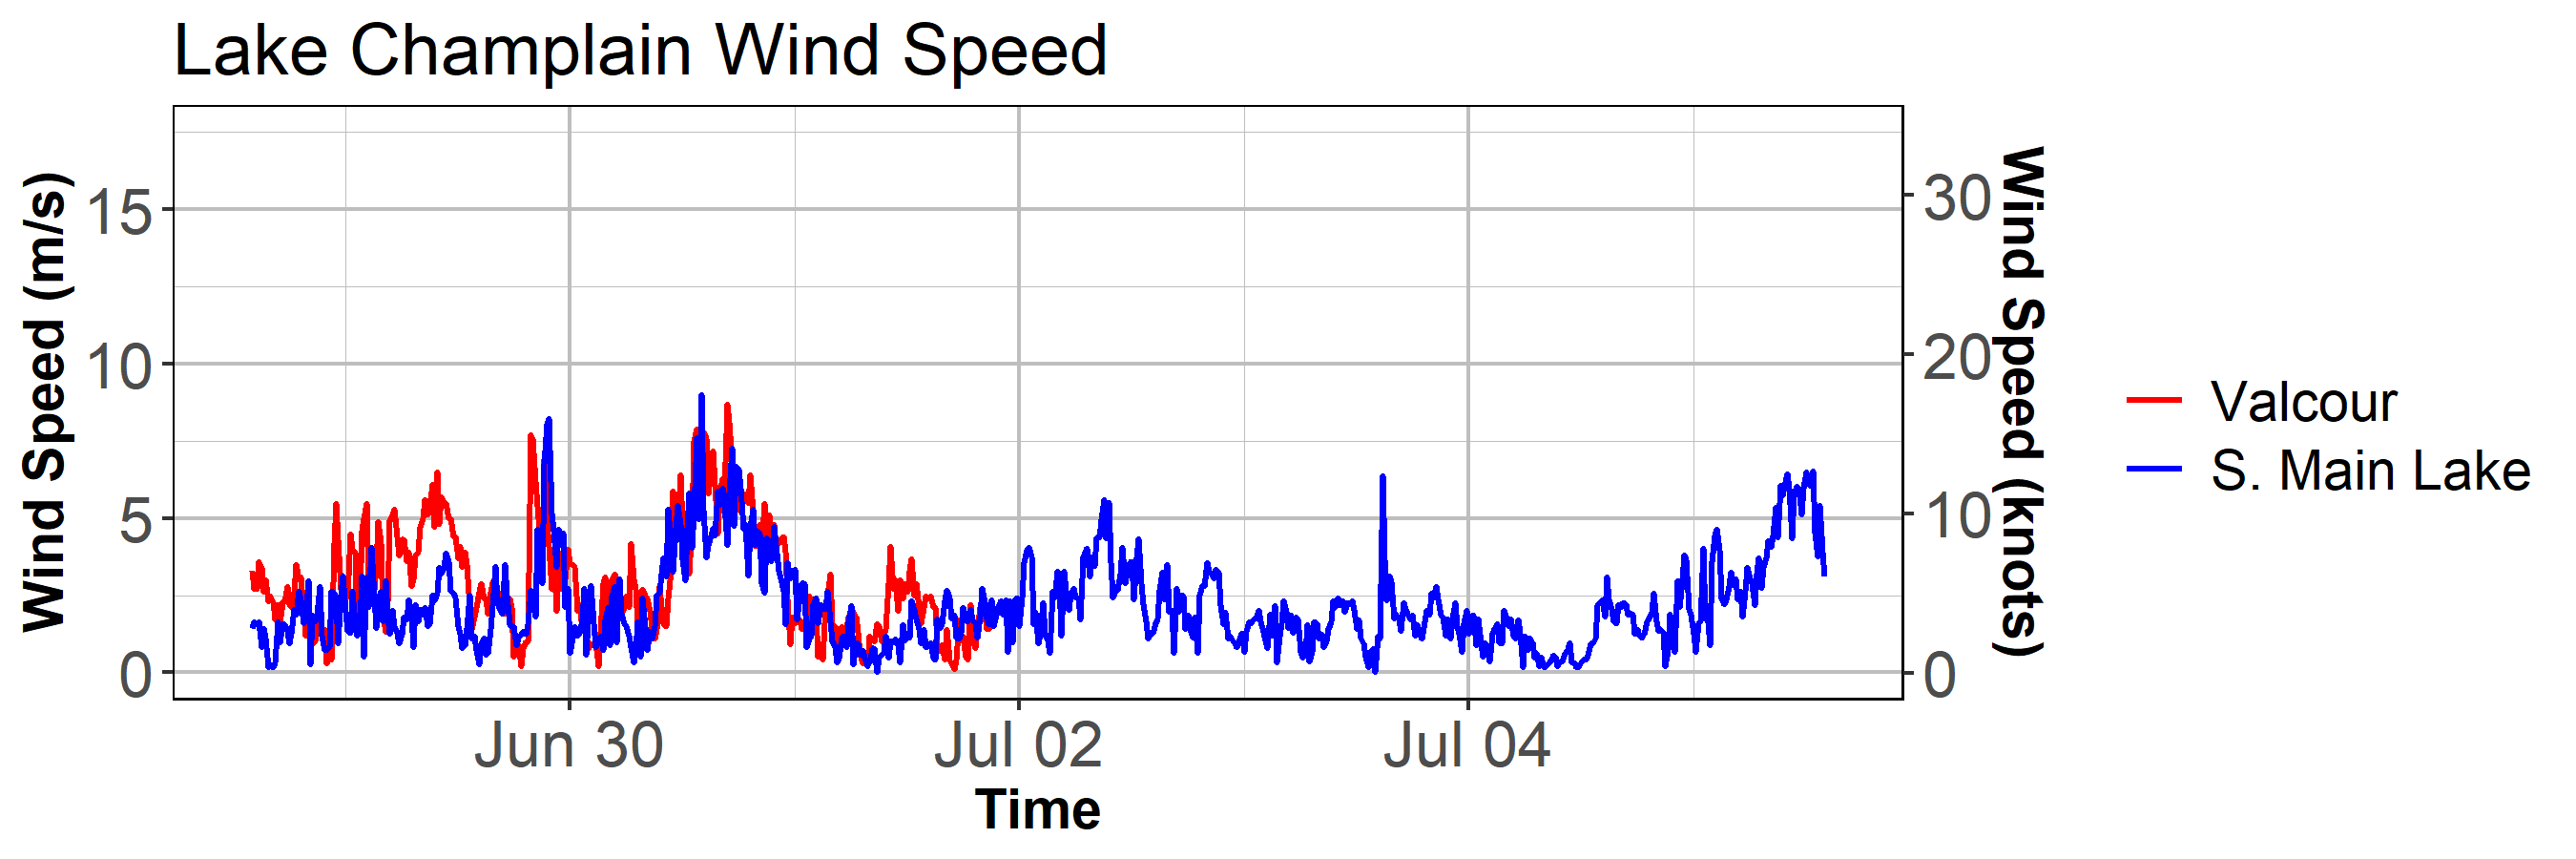 Lake Champlain Wind Speed
Wind Speed (m/s)
15
10
5
0
30
20
10
0
Wind Speed (knots)
Jun 30
Jul 02
Jul 04
Time
Valcour
S. Main Lake